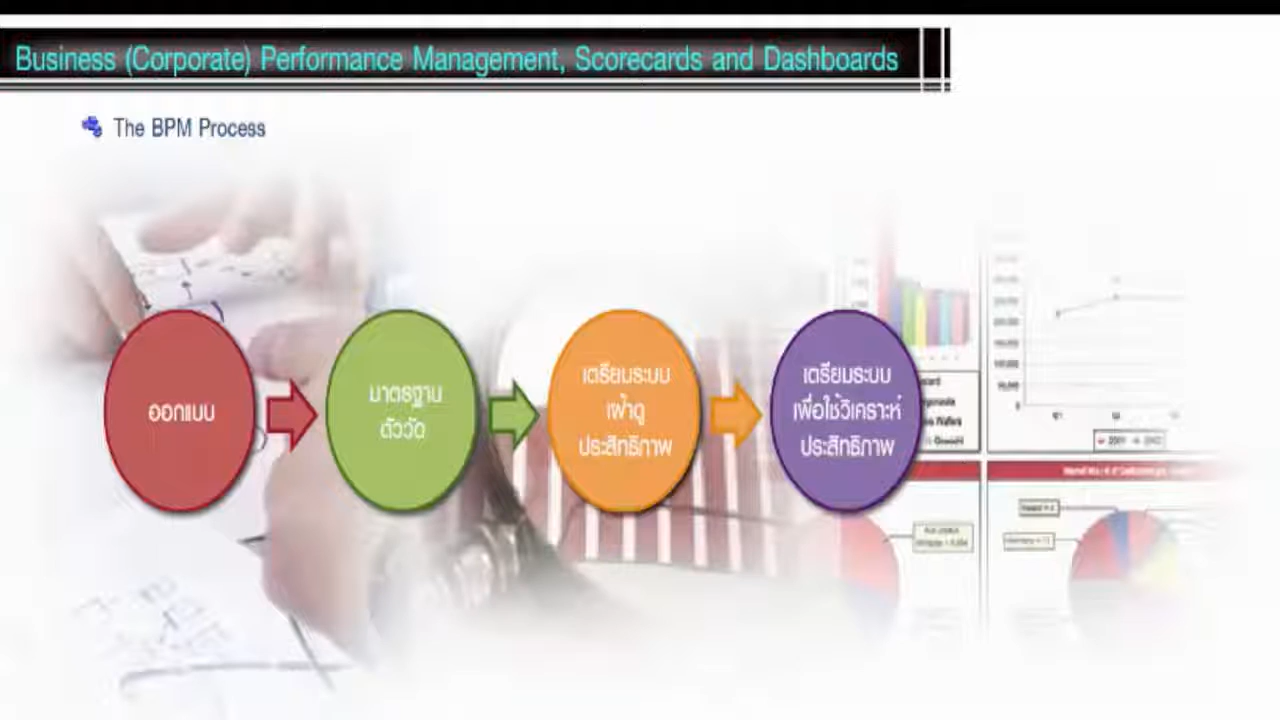 Business (Corporate) Performance Management, Scorecards and Dashboards
The BPM Process
ออกแบบ
มาตรฐาน
ตัววัด
เตรียมระบบ
เฝ้าดู
ประสิทธิภาพ
เตรียมระบบ
เพื่อใช้วิเคราะห์
ประสิทธิภาพ